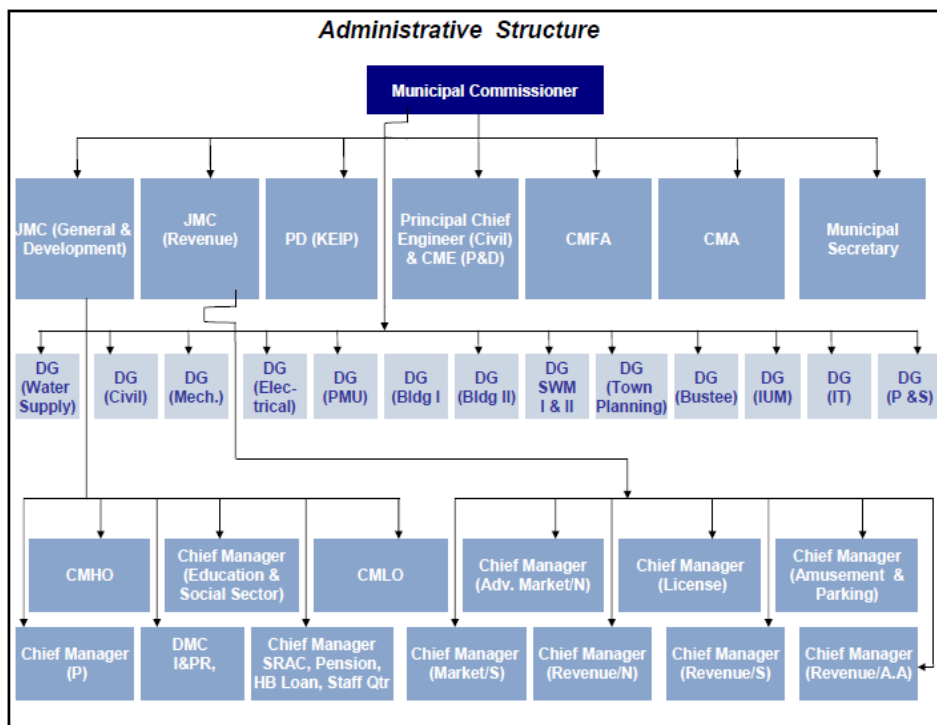 Administrative Structure
Municipal Commissioner
JMC (General &
Development)
JMC
(Revenue)
PD (KEIP)
Principal Chief
Engineer (Civil)
& CME (P&D)
CMFA
CMA
Municipal
Secretary
DG
(Water
Supply)
DG
(Civil)
DG
(Mech.)
DG
(Elec-
trical)
DG
(PMU)
DG
(Bldg I
DG
(Bldg II)
DG
SWM
I & II
DG
(Town
Planning)
DG
(Bustee)
DG
(IUM)
DG
(IT)
DG
(P &S)
CMHO
Chief Manager
(Education &
Social Sector)
CMLO
Chief Manager
(Adv. Market/N)
Chief Manager
(License)
Chief Manager
(Amusement &
Parking)
Chief Manager
(P)
DMC
I&PR,
Chief Manager
SRAC, Pension,
HB Loan, Staff Qtr
Chief Manager
(Market/S)
Chief Manager
(Revenue/N)
Chief Manager
(Revenue/S)
Chief Manager
(Revenue/A.A)